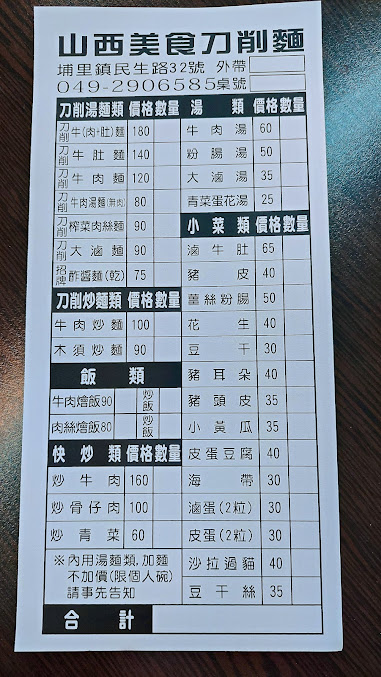 山西美食刀削麵
埔里鎮民生路32號 外帶
049-2906585 桌號
刀削湯麵類 價格 數量
刀削 牛(肉+肚)麵 180
刀削 牛肚麵 140
刀削 牛肉麵 120
刀削 牛肉湯麵(無肉) 80
刀削 榨菜肉絲麵 90
刀削 大滷麵 90
招牌 酢醬麵(乾) 75
刀削炒麵類 價格 數量
牛肉炒麵 100
木須炒麵 90
飯類
牛肉燴飯90 炒飯
肉絲燴飯80 炒飯
快炒類 價格 數量
炒牛肉 160
炒骨仔肉 100
炒青菜 60
※內用湯麵類,加麵
不加價(限個人碗)
請事先告知
合計
湯類 價格 數量
牛肉湯 60
粉腸湯 50
大滷湯 35
青菜蛋花湯 25
小菜類 價格 數量
滷牛肚 65
豬皮 40
薑絲粉腸 50
花生 40
豆干 30
豬耳朵 40
豬頭皮 35
小黃瓜 35
皮蛋豆腐 40
海帶 30
滷蛋(2粒) 30
皮蛋(2粒) 30
沙拉過貓 40
豆干絲 35